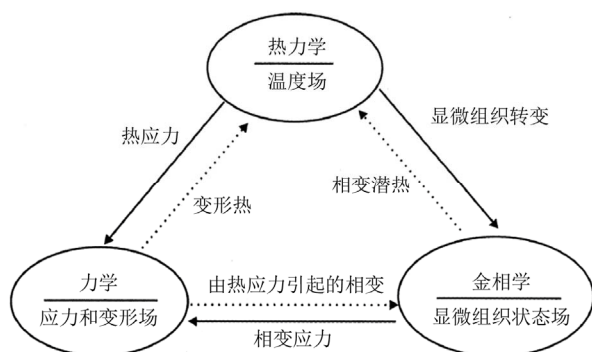 热力学
温度场
热应力
显微组织转变
变形热
相变潜热
力学
应力和变形场
由热应力引起的相变
相变应力
金相学
显微组织状态场